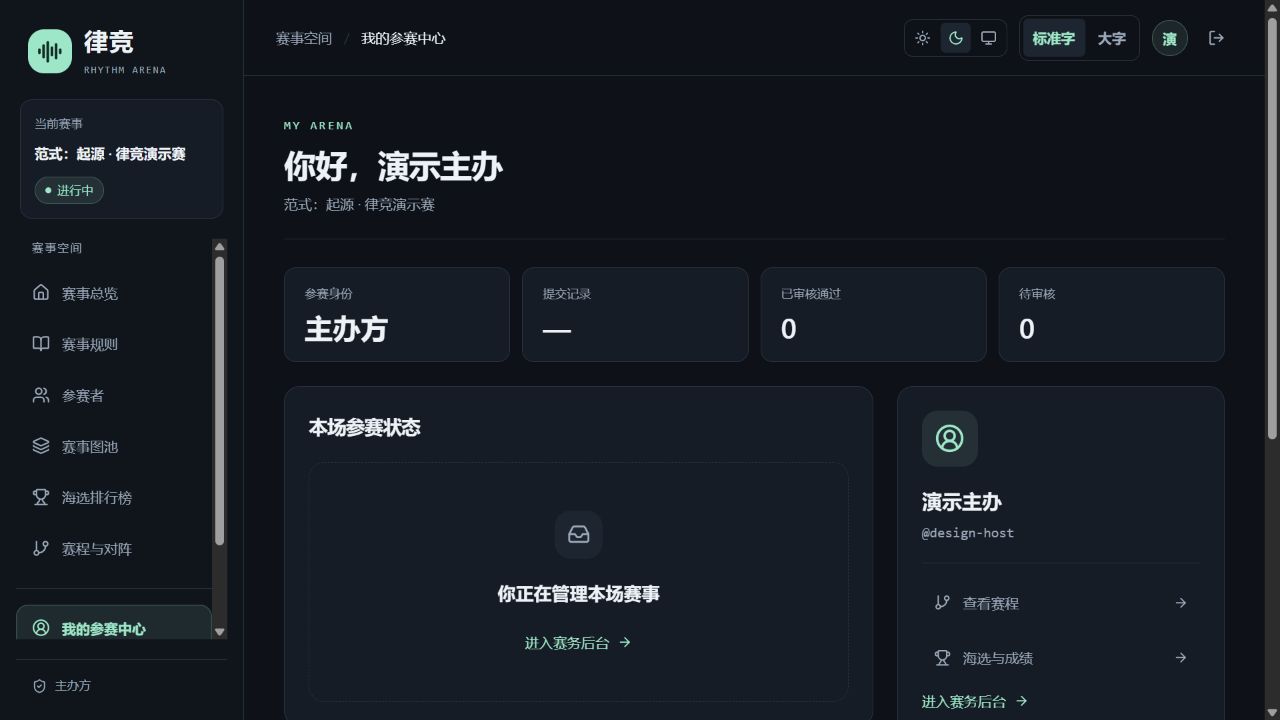 律竞
RHYTHM ARENA
当前赛事
范式：起源 · 律竞演示赛
进行中
赛事空间
赛事总览
赛事规则
参赛者
赛事图池
海选排行榜
赛程与对阵
我的参赛中心
主办方
赛事空间 / 我的参赛中心
标准字
大字
演
MY ARENA
你好，演示主办
范式：起源 · 律竞演示赛
参赛身份
主办方
提交记录
—
已审核通过
0
待审核
0
本场参赛状态
你正在管理本场赛事
进入赛务后台 →
演示主办
@design-host
查看赛程 →
海选与成绩 →
进入赛务后台 →